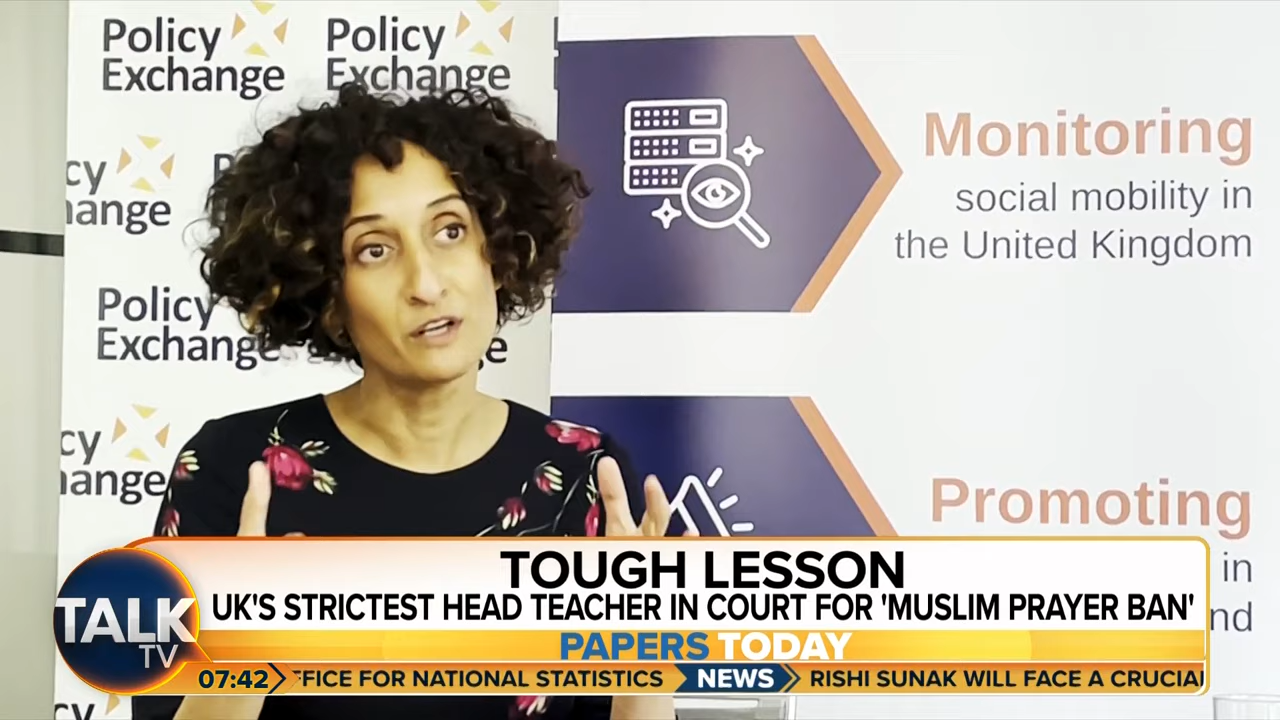 Policy
Exchange
Policy
Exchange
cy
ange
Policy
Exchange
e
cy
ange
cy
Monitoring
social mobility in
the United Kingdom
Promoting
in
nd
TOUGH LESSON
UK'S STRICTEST HEAD TEACHER IN COURT FOR 'MUSLIM PRAYER BAN'
PAPERS TODAY
TALK
TV
07:42 FFICE FOR NATIONAL STATISTICS NEWS RISHI SUNAK WILL FACE A CRUCIAL